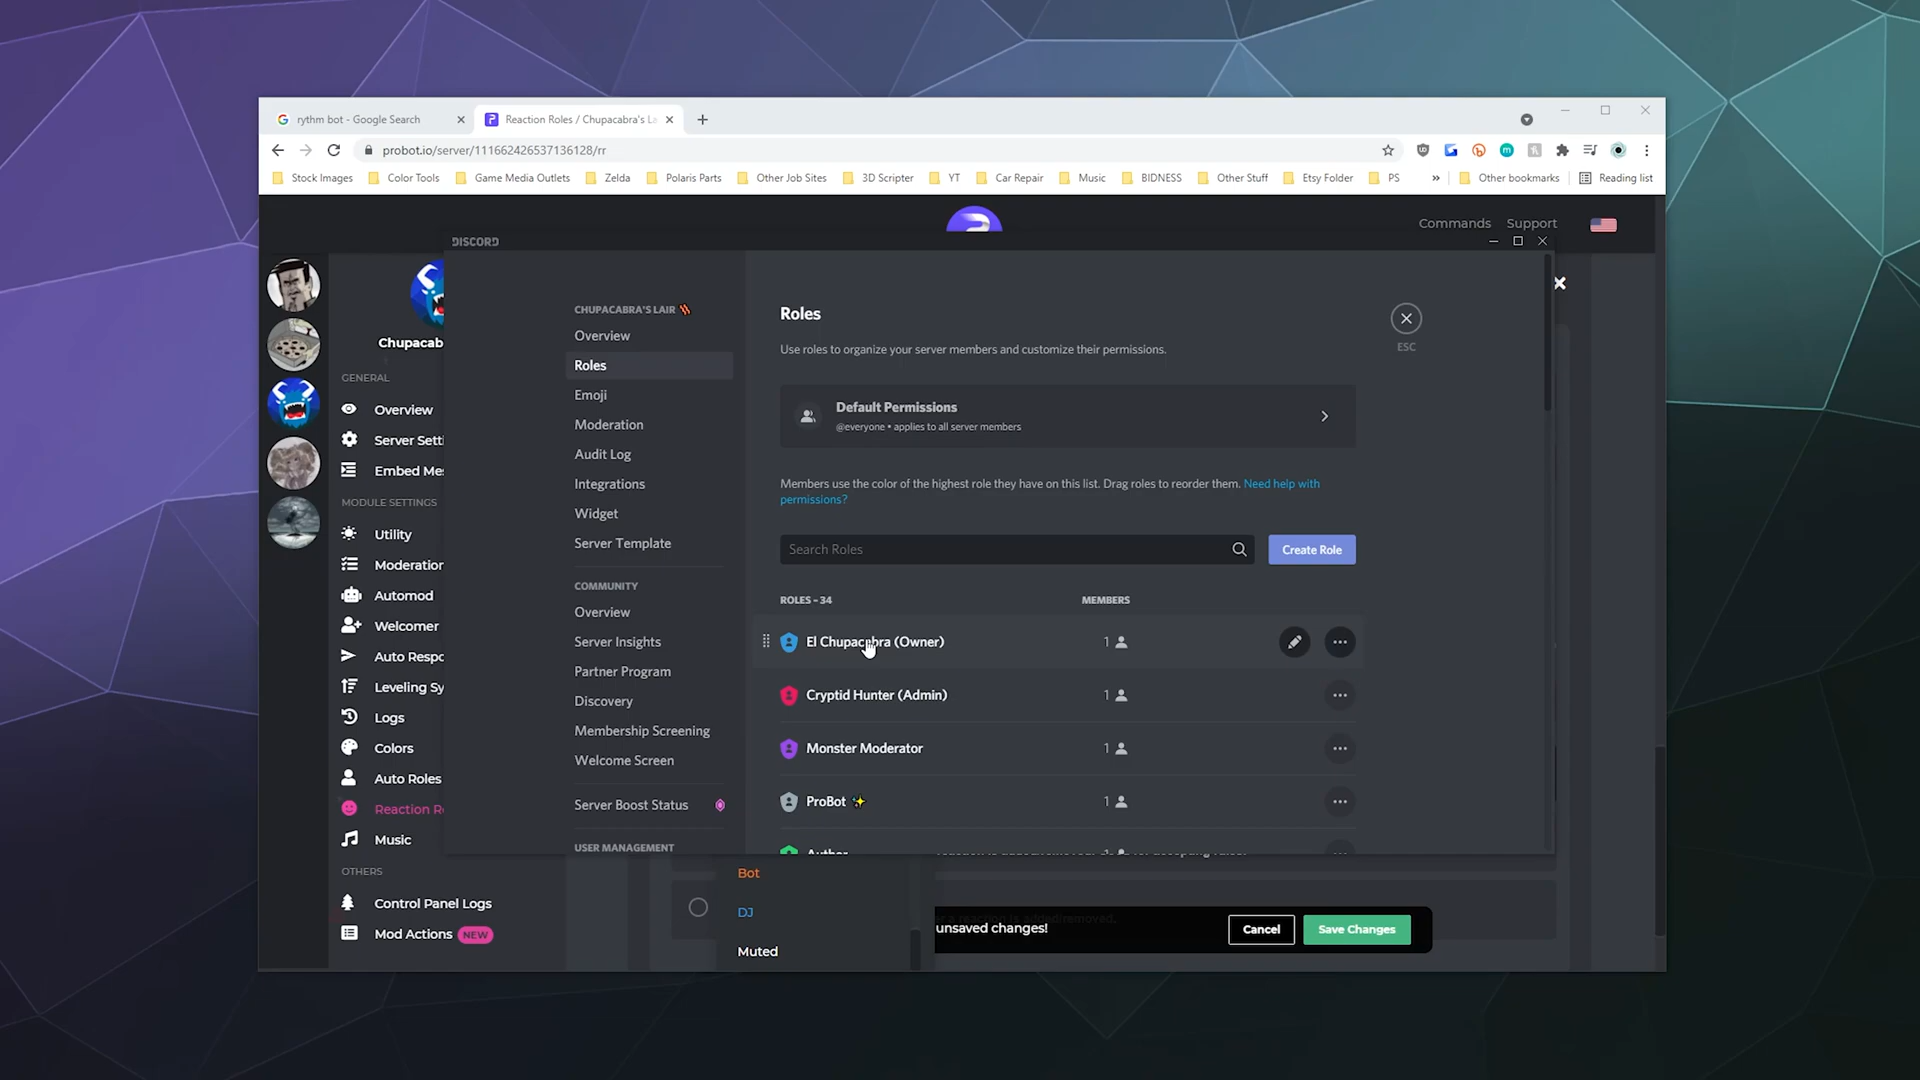 rythm bot - Google Search
Reaction Roles / Chupacabra's La
probot.io/server/111662426537136128/rr
Stock Images
Color Tools
Game Media Outlets
Zelda
Polaris Parts
Other Job Sites
3D Scripter
YT
Car Repair
Music
BIDNESS
Other Stuff
Etsy Folder
PS
»
Other bookmarks
Reading list
Commands
Support
DISCORD
Chupacab
GENERAL
Overview
Server Setti
Embed Mes
MODULE SETTINGS
Utility
Moderation
Automod
Welcomer
Auto Respo
Leveling Sy
Logs
Colors
Auto Roles
Reaction Ro
Music
OTHERS
Control Panel Logs
Mod Actions NEW
CHUPACABRA'S LAIR
Overview
Roles
Emoji
Moderation
Audit Log
Integrations
Widget
Server Template
COMMUNITY
Overview
Server Insights
Partner Program
Discovery
Membership Screening
Welcome Screen
Server Boost Status
USER MANAGEMENT
Roles
ESC
Use roles to organize your server members and customize their permissions.
Default Permissions
@everyone • applies to all server members
Members use the color of the highest role they have on this list. Drag roles to reorder them. Need help with
permissions?
Search Roles
Create Role
ROLES – 34
MEMBERS
El Chupacabra (Owner)
1
Cryptid Hunter (Admin)
1
Monster Moderator
1
ProBot ✨
1
Author
Bot
DJ
Muted
r a reaction is added/removed.
unsaved changes!
Cancel
Save Changes